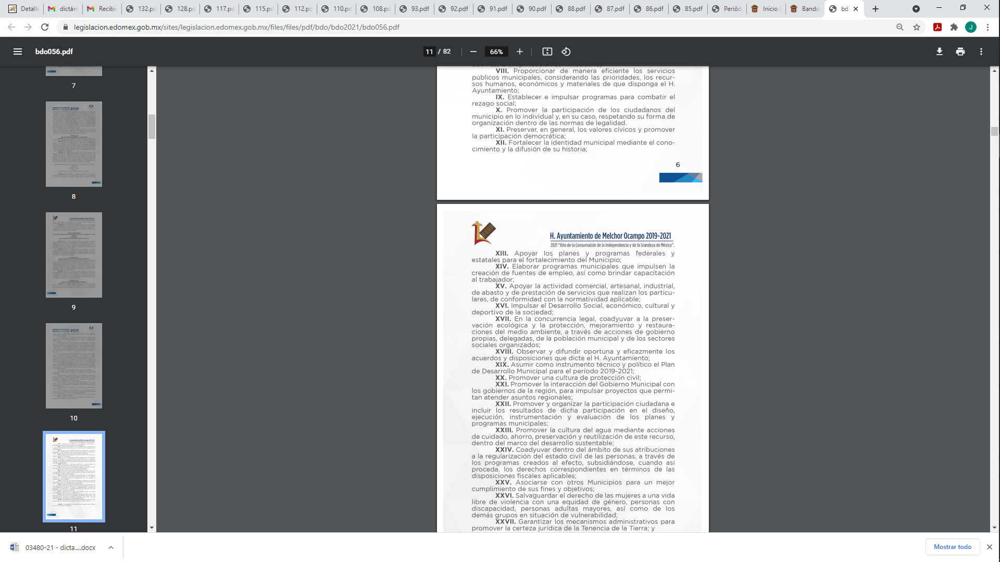 Detalle
dictám
Recibic
132.pd
128.pd
117.pd
115.pd
112.pd
110.pd
108.pd
93.pdf
92.pdf
91.pdf
90.pdf
88.pdf
87.pdf
86.pdf
85.pdf
Periód
Inicio
Bando
bd
legislacion.edomex.gob.mx/sites/legislacion.edomex.gob.mx/files/files/pdf/bdo/bdo2021/bdo056.pdf
J
bdo056.pdf
11 / 82
66%
7
8
9
10
11
VIII. Proporcionar de manera eficiente los servicios
públicos municipales, considerando las prioridades, los recur-
sos humanos, económicos y materiales de que disponga el H.
Ayuntamiento;
IX. Establecer e impulsar programas para combatir el
rezago social;
X. Promover la participación de los ciudadanos del
municipio en lo individual y, en su caso, respetando su forma de
organización dentro de las normas de legalidad.
XI. Preservar, en general, los valores cívicos y promover
la participación democrática;
XII. Fortalecer la identidad municipal mediante el cono-
cimiento y la difusión de su historia;
6
H. Ayuntamiento de Melchor Ocampo 2019-2021
2021 “Año de la Consumación de la Independencia y de la Grandeza de México”.
XIII. Apoyar los planes y programas federales y
estatales para el fortalecimiento del Municipio;
XIV. Elaborar programas municipales que impulsen la
creación de fuentes de empleo, así como brindar capacitación
al trabajador;
XV. Apoyar la actividad comercial, artesanal, industrial,
de abasto y de prestación de servicios que realizan los particu-
lares, de conformidad con la normatividad aplicable;
XVI. Impulsar el Desarrollo Social, económico, cultural y
deportivo de la sociedad;
XVII. En la concurrencia legal, coadyuvar a la preser-
vación ecológica y la protección, mejoramiento y restaura-
ciones del medio ambiente, a través de acciones de gobierno
propias, delegadas, de la población municipal y de los sectores
sociales organizados;
XVIII. Observar y difundir oportuna y eficazmente los
acuerdos y disposiciones que dicte el H. Ayuntamiento;
XIX. Asumir como instrumento técnico y político el Plan
de Desarrollo Municipal para el período 2019-2021;
XX. Promover una cultura de protección civil;
XXI. Promover la interacción del Gobierno Municipal con
los gobiernos de la región, para impulsar proyectos que permi-
tan atender asuntos regionales;
XXII. Promover y organizar la participación ciudadana e
incluir los resultados de dicha participación en el diseño,
ejecución, instrumentación y evaluación de los planes y
programas municipales;
XXIII. Promover la cultura del agua mediante acciones
de cuidado, ahorro, preservación y reutilización de este recurso,
dentro del marco del desarrollo sustentable;
XXIV. Coadyuvar dentro del ámbito de sus atribuciones
a la regularización del estado civil de las personas, a través de
los programas creados al efecto, subsidiándose, cuando así
proceda, los derechos correspondientes en términos de las
disposiciones fiscales aplicables;
XXV. Asociarse con otros Municipios para un mejor
cumplimiento de sus fines y objetivos;
XXVI. Salvaguardar el derecho de las mujeres a una vida
libre de violencia con una equidad de género, personas con
discapacidad, personas adultas mayores, así como de los
demás grupos en situación de vulnerabilidad;
XXVII. Garantizar los mecanismos administrativos para
promover la certeza jurídica de la Tenencia de la Tierra; y
03480-21 - dicta....docx
Mostrar todo